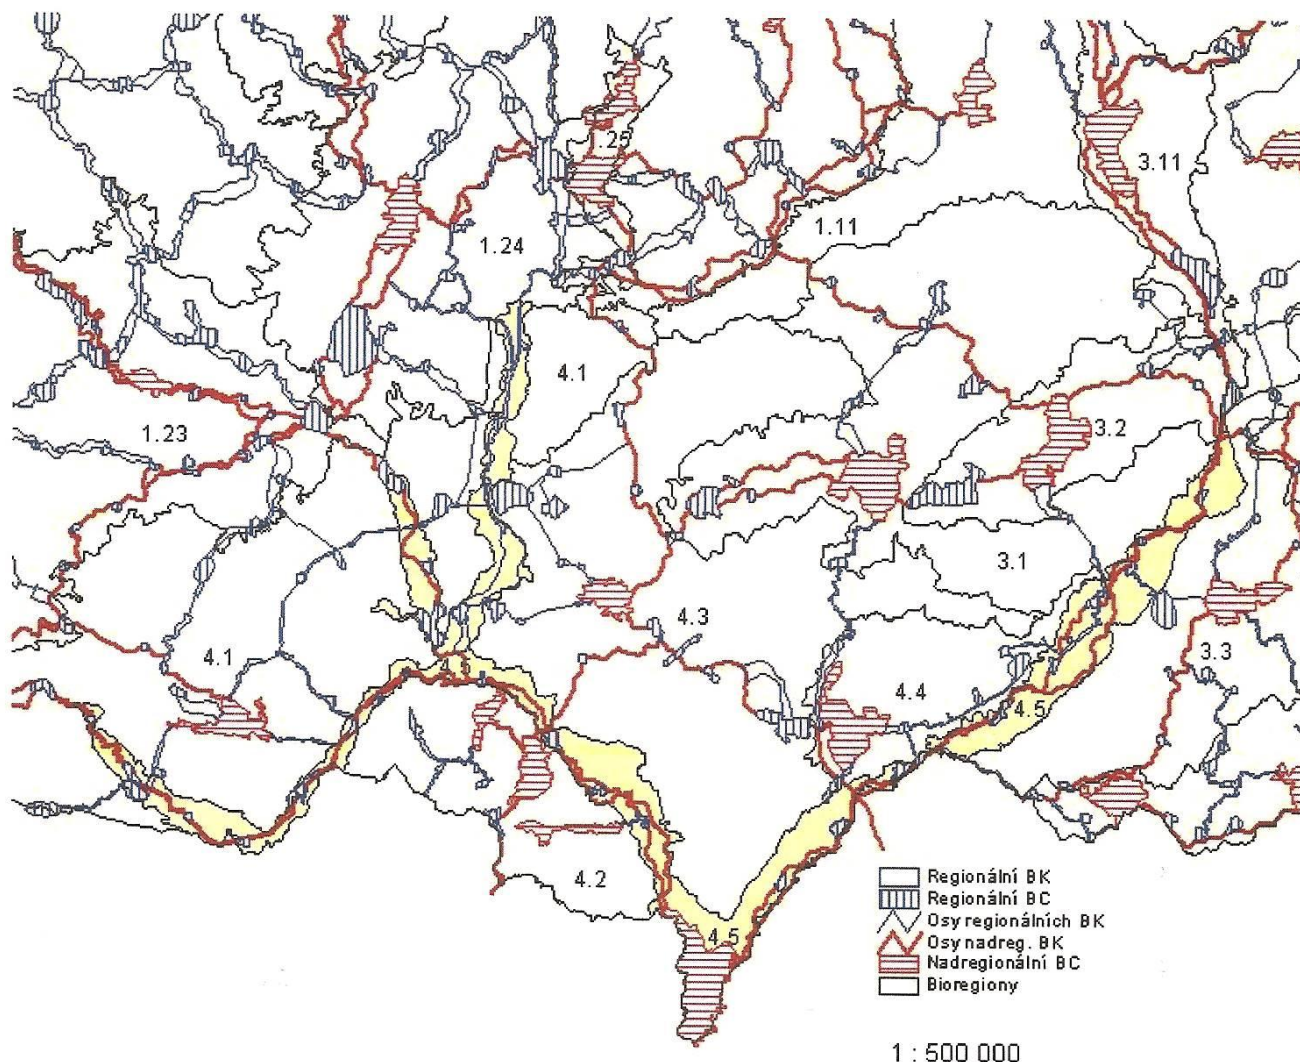 3.11
1.25
1.11
1.24
4.1
1.23
3.2
3.1
4.3
4.1
3.3
4.4
4.5
4.2
4.5
Regionální BK
Regionální BC
Osy regionálních BK
Osy nadreg. BK
Nadregionální BC
Bioregiony
1 : 500 000